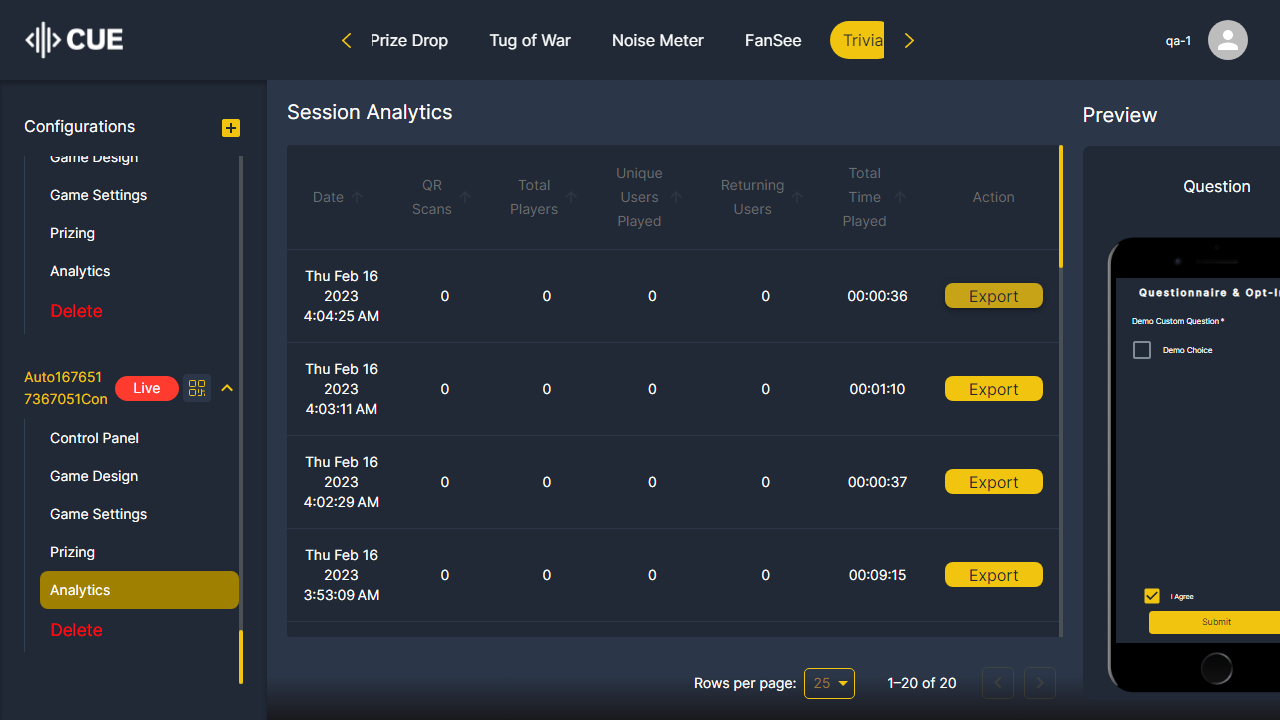 CUE
Prize Drop
Tug of War
Noise Meter
FanSee
Trivia
qa-1
Configurations
Game Design
Game Settings
Prizing
Analytics
Delete
Auto167651
7367051Con
Live
Control Panel
Game Design
Game Settings
Prizing
Analytics
Delete
Session Analytics
Date
QR
Scans
Total
Players
Unique
Users
Played
Returning
Users
Total
Time
Played
Action
Thu Feb 16
2023
4:04:25 AM
0
0
0
0
00:00:36
Export
Thu Feb 16
2023
4:03:11 AM
0
0
0
0
00:01:10
Export
Thu Feb 16
2023
4:02:29 AM
0
0
0
0
00:00:37
Export
Thu Feb 16
2023
3:53:09 AM
0
0
0
0
00:09:15
Export
Rows per page:
25
1–20 of 20
Preview
Question
Questionnaire & Opt-I
Demo Custom Question *
Demo Choice
I Agree
Submit